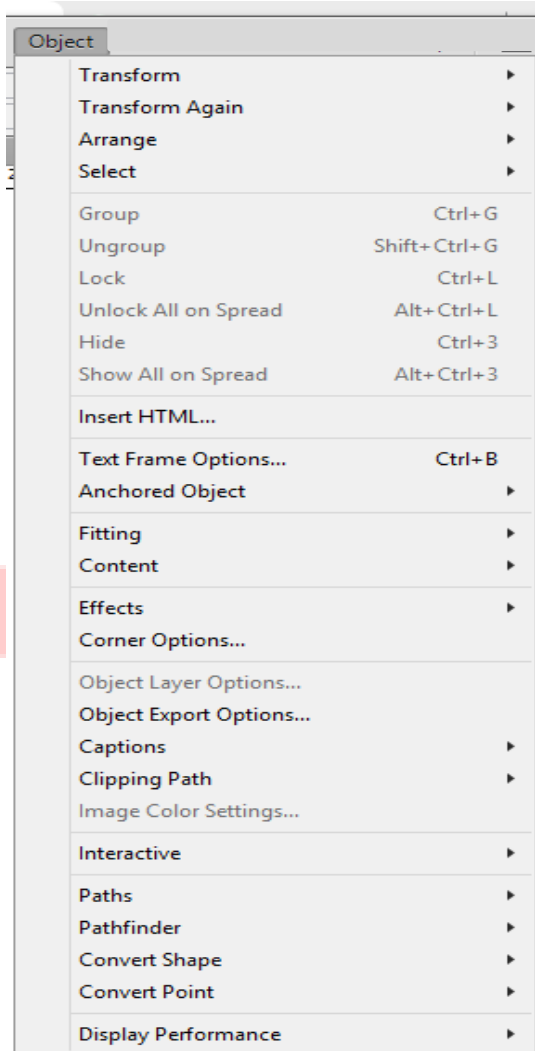 Object
Transform
Transform Again
Arrange
Select
Group Ctrl+G
Ungroup Shift+Ctrl+G
Lock Ctrl+L
Unlock All on Spread Alt+Ctrl+L
Hide Ctrl+3
Show All on Spread Alt+Ctrl+3
Insert HTML...
Text Frame Options... Ctrl+B
Anchored Object
Fitting
Content
Effects
Corner Options...
Object Layer Options...
Object Export Options...
Captions
Clipping Path
Image Color Settings...
Interactive
Paths
Pathfinder
Convert Shape
Convert Point
Display Performance